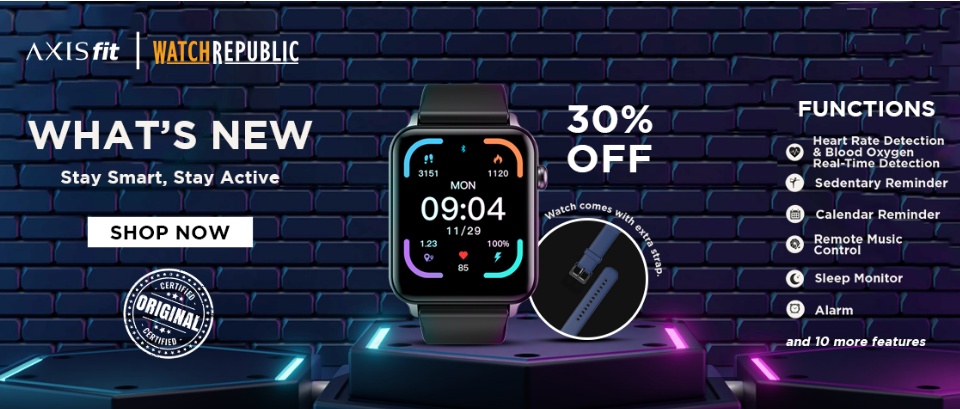 AXISfit | WATCHREPUBLIC
WHAT'S NEW
Stay Smart, Stay Active
SHOP NOW
CERTIFIED
ORIGINAL
CERTIFIED
3151
1120
MON
09:04
11/29
1.23
100%
85
30%
OFF
Watch comes with extra strap.
FUNCTIONS
Heart Rate Detection
& Blood Oxygen
Real-Time Detection
Sedentary Reminder
Calendar Reminder
Remote Music
Control
Sleep Monitor
Alarm
and 10 more features